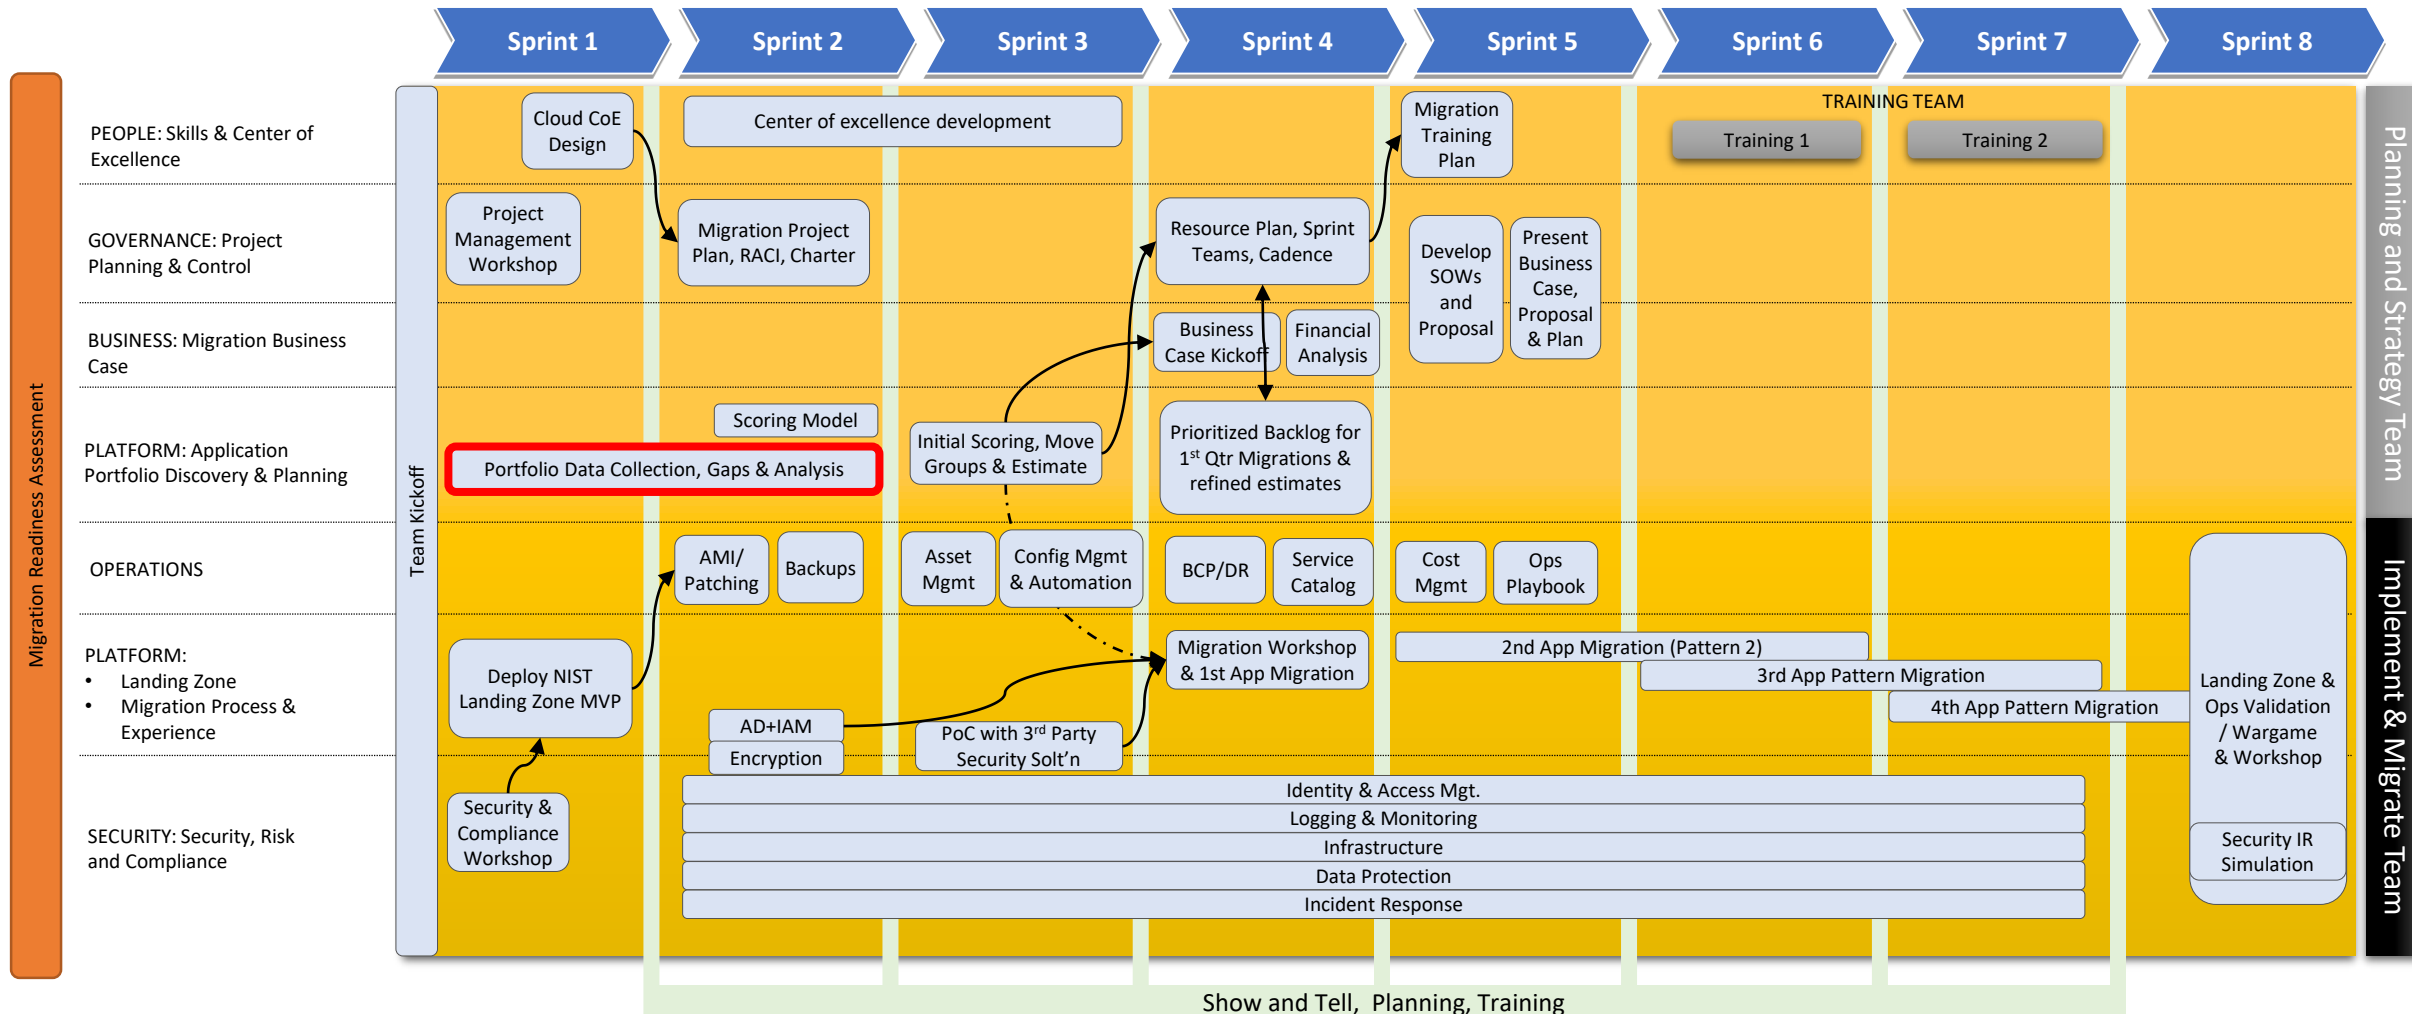 Sprint 1
Sprint 2
Sprint 3
Sprint 4
Sprint 5
Sprint 6
Sprint 7
Sprint 8
Migration Readiness Assessment
Team Kickoff
PEOPLE: Skills & Center of
Excellence
Cloud CoE
Design
Center of excellence development
Migration
Training
Plan
TRAINING TEAM
Training 1
Training 2
GOVERNANCE: Project
Planning & Control
Project
Management
Workshop
Migration Project
Plan, RACI, Charter
Resource Plan, Sprint
Teams, Cadence
Develop
SOWs
and
Proposal
Present
Business
Case,
Proposal
& Plan
BUSINESS: Migration Business
Case
Business
Case Kickoff
Financial
Analysis
PLATFORM: Application
Portfolio Discovery & Planning
Scoring Model
Portfolio Data Collection, Gaps & Analysis
Initial Scoring, Move
Groups & Estimate
Prioritized Backlog for
1st Qtr Migrations &
refined estimates
OPERATIONS
AMI/
Patching
Backups
Asset
Mgmt
Config Mgmt
& Automation
BCP/DR
Service
Catalog
Cost
Mgmt
Ops
Playbook
PLATFORM:
• Landing Zone
• Migration Process &
Experience
Deploy NIST
Landing Zone MVP
AD+IAM
Encryption
PoC with 3rd Party
Security Solt’n
Migration Workshop
& 1st App Migration
2nd App Migration (Pattern 2)
3rd App Pattern Migration
4th App Pattern Migration
Landing Zone &
Ops Validation
/ Wargame
& Workshop
SECURITY: Security, Risk
and Compliance
Security &
Compliance
Workshop
Identity & Access Mgt.
Logging & Monitoring
Infrastructure
Data Protection
Incident Response
Security IR
Simulation
Planning and Strategy Team
Implement & Migrate Team
Show and Tell, Planning, Training